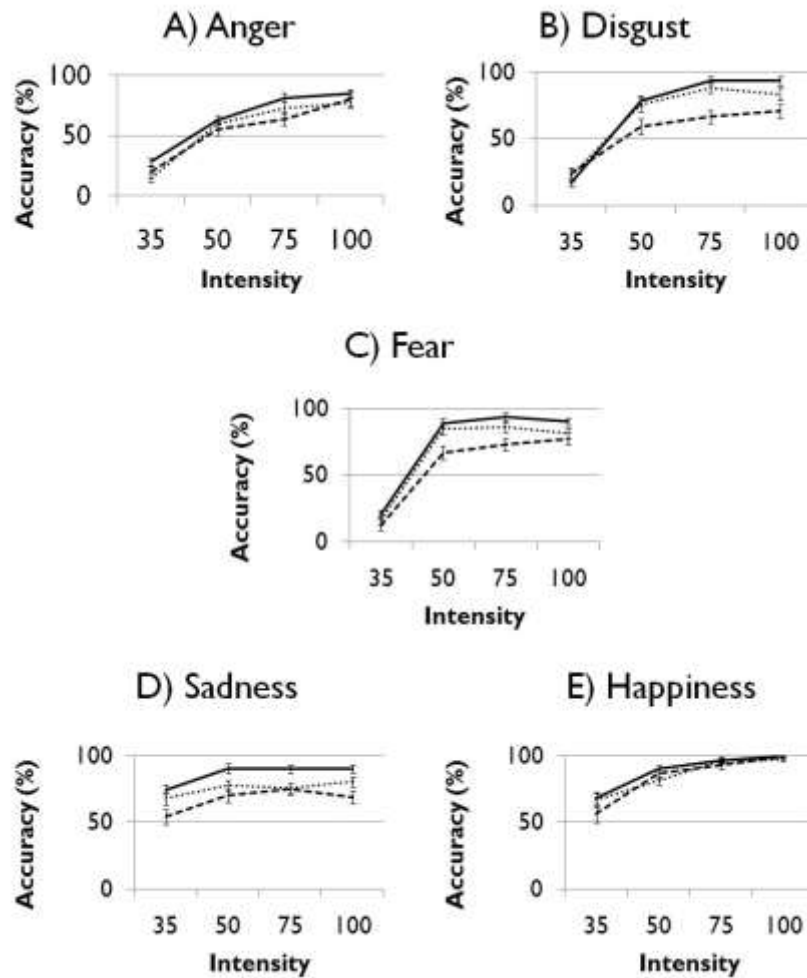 A) Anger
Accuracy (%)
100
50
0
35 50 75 100
Intensity
B) Disgust
Accuracy (%)
100
50
0
35 50 75 100
Intensity
C) Fear
Accuracy (%)
100
50
0
35 50 75 100
Intensity
D) Sadness
Accuracy (%)
100
50
0
35 50 75 100
Intensity
E) Happiness
Accuracy (%)
100
50
0
35 50 75 100
Intensity